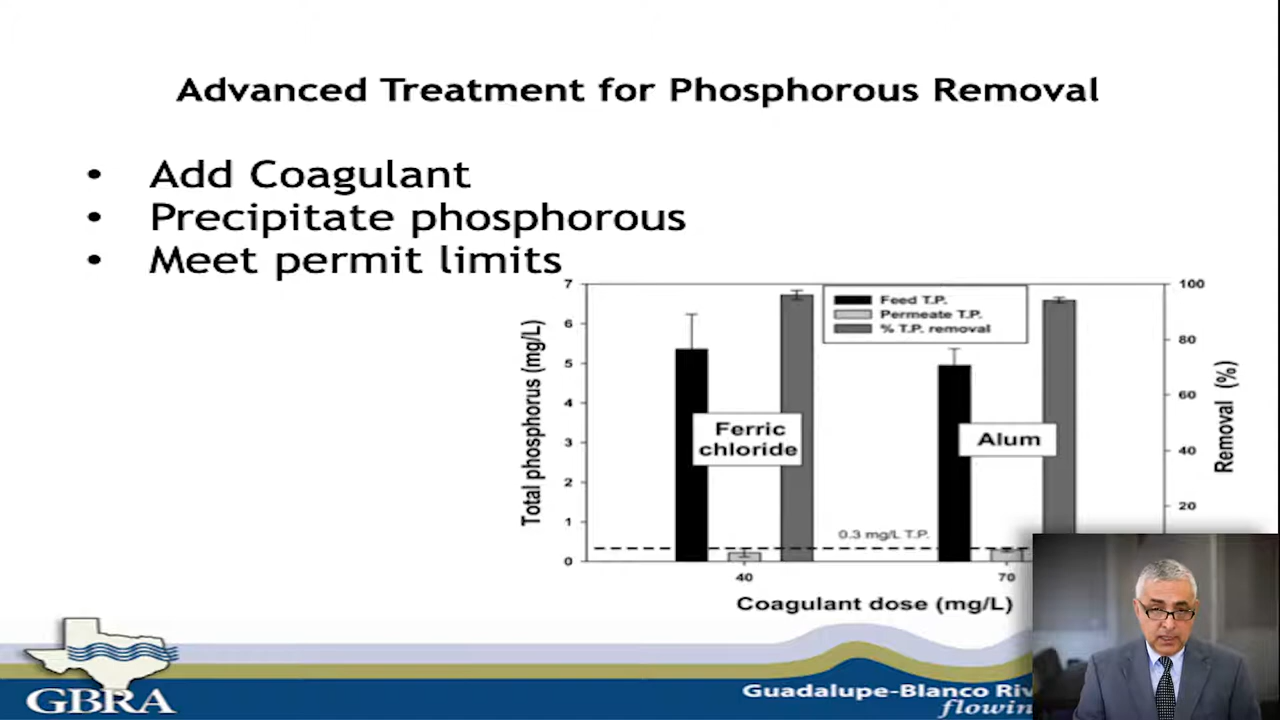 Advanced Treatment for Phosphorous Removal
• Add Coagulant
• Precipitate phosphorous
• Meet permit limits
7
6
5
4
3
2
1
0
Total phosphorus (mg/L)
Feed T.P.
Permeate T.P.
% T.P. removal
Ferric
chloride
Alum
0.3 mg/L T.P.
100
80
60
40
20
Removal (%)
40
70
Coagulant dose (mg/L)
GBRA
Guadalupe-Blanco Riv
flowin